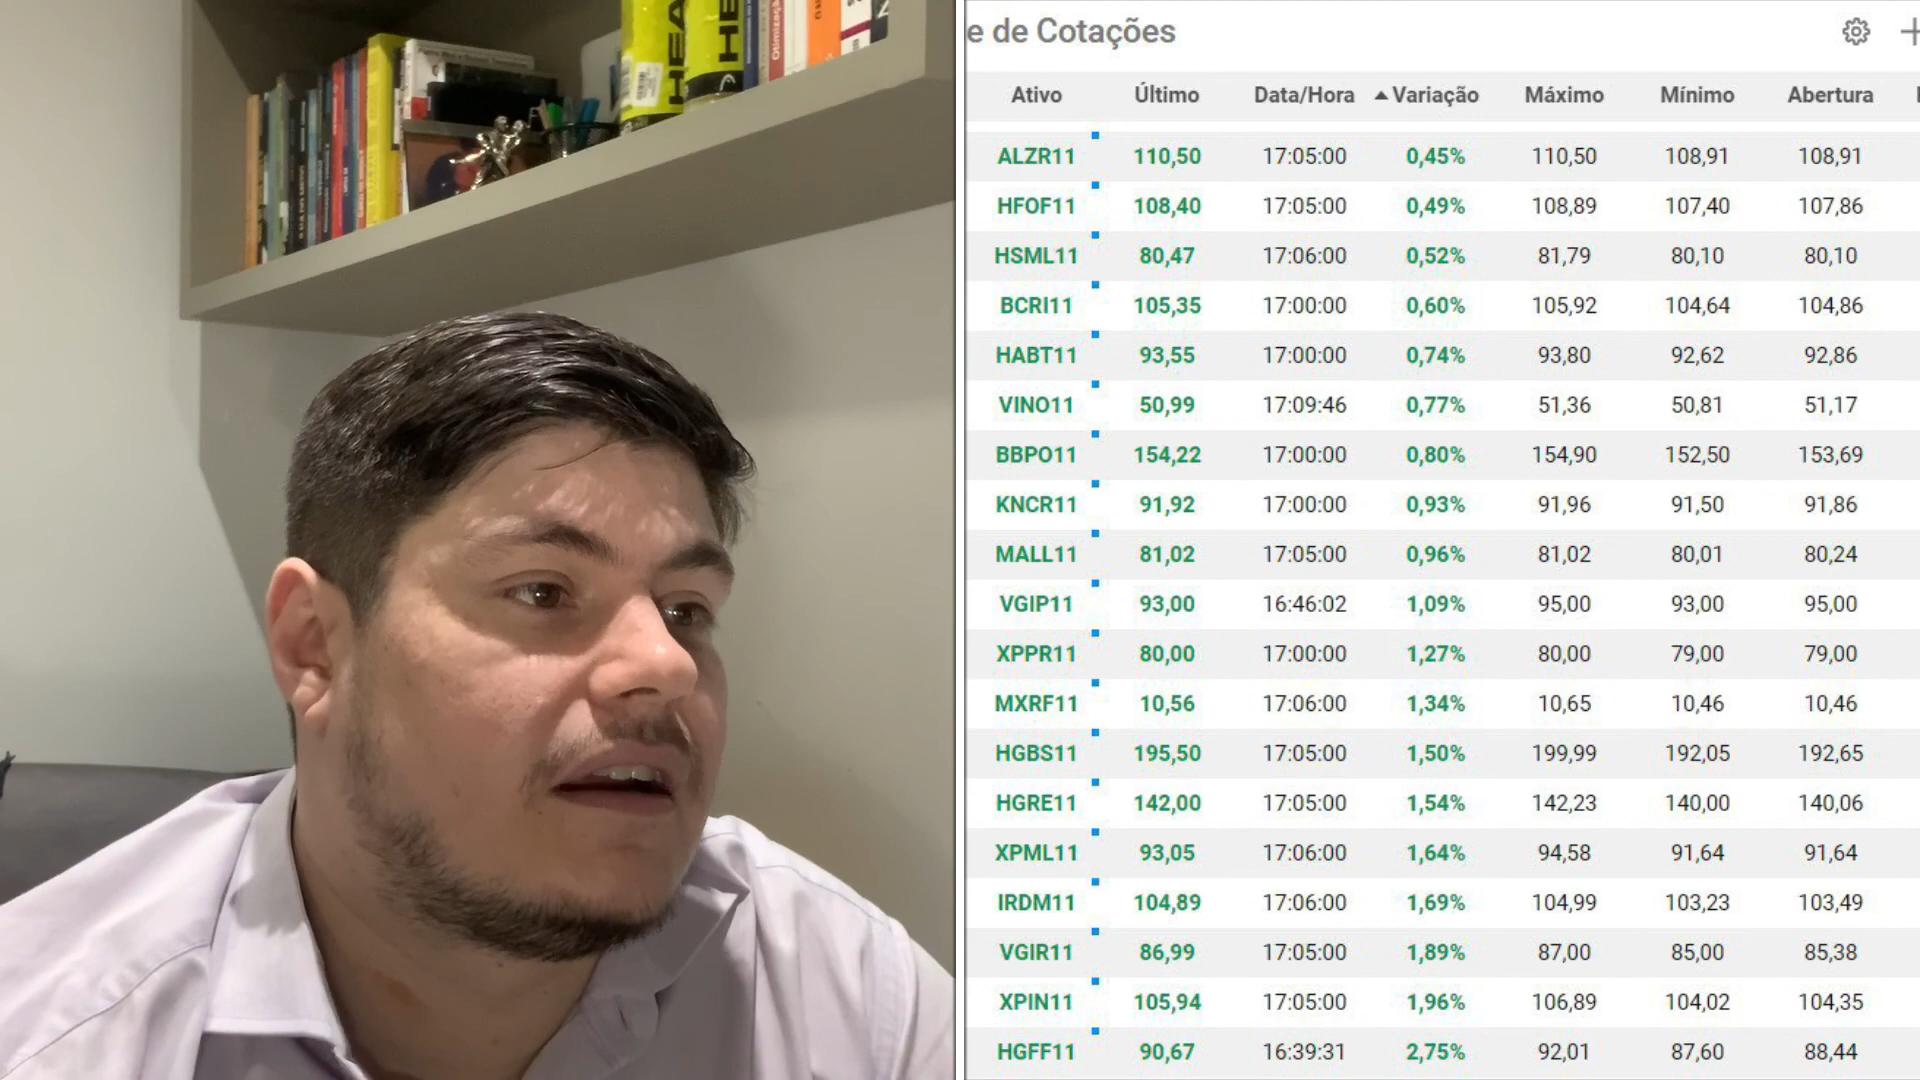 e de Cotações
Ativo Último Data/Hora Variação Máximo Mínimo Abertura
ALZR11 110,50 17:05:00 0,45% 110,50 108,91 108,91
HFOF11 108,40 17:05:00 0,49% 108,89 107,40 107,86
HSML11 80,47 17:06:00 0,52% 81,79 80,10 80,10
BCRI11 105,35 17:00:00 0,60% 105,92 104,64 104,86
HABT11 93,55 17:00:00 0,74% 93,80 92,62 92,86
VINO11 50,99 17:09:46 0,77% 51,36 50,81 51,17
BBPO11 154,22 17:00:00 0,80% 154,90 152,50 153,69
KNCR11 91,92 17:00:00 0,93% 91,96 91,50 91,86
MALL11 81,02 17:05:00 0,96% 81,02 80,01 80,24
VGIP11 93,00 16:46:02 1,09% 95,00 93,00 95,00
XPPR11 80,00 17:00:00 1,27% 80,00 79,00 79,00
MXRF11 10,56 17:06:00 1,34% 10,65 10,46 10,46
HGBS11 195,50 17:05:00 1,50% 199,99 192,05 192,65
HGRE11 142,00 17:05:00 1,54% 142,23 140,00 140,06
XPML11 93,05 17:06:00 1,64% 94,58 91,64 91,64
IRDM11 104,89 17:06:00 1,69% 104,99 103,23 103,49
VGIR11 86,99 17:05:00 1,89% 87,00 85,00 85,38
XPIN11 105,94 17:05:00 1,96% 106,89 104,02 104,35
HGFF11 90,67 16:39:31 2,75% 92,01 87,60 88,44
HEA
HE